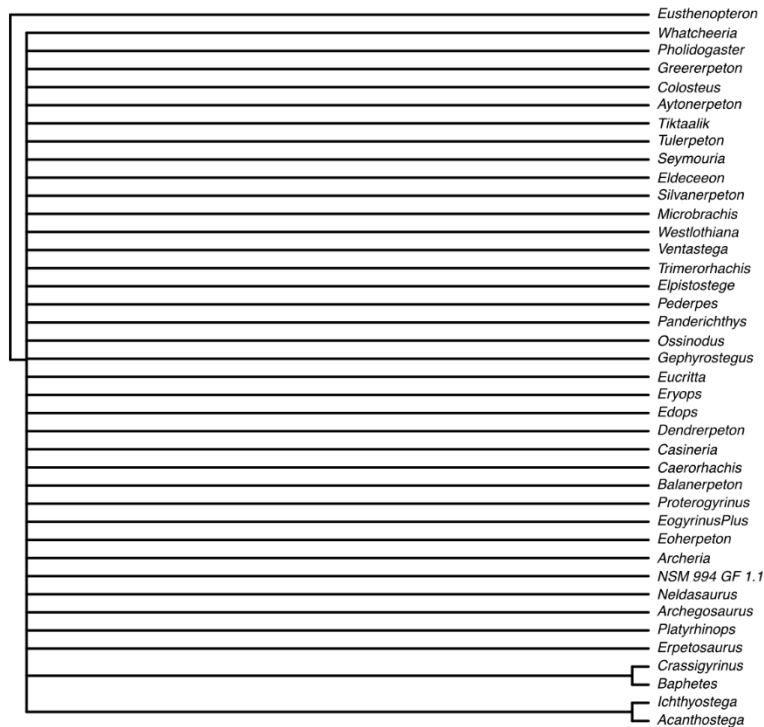 Eusthenopteron
Whatcheeria
Pholidogaster
Greererpeton
Colosteus
Aytonerpeton
Tiktaalik
Tulerpeton
Seymouria
Eldeceeon
Silvanerpeton
Microbrachis
Westlothiana
Ventastega
Trimerorhachis
Elpistostege
Pederpes
Panderichthys
Ossinodus
Gephyrostegus
Eucritta
Eryops
Edops
Dendrerpeton
Casineria
Caerorhachis
Balanerpeton
Proterogyrinus
EogyrinusPlus
Eoherpeton
Archeria
NSM 994 GF 1.1
Neldasaurus
Archegosaurus
Platyrhinops
Erpetosaurus
Crassigyrinus
Baphetes
Ichthyostega
Acanthostega